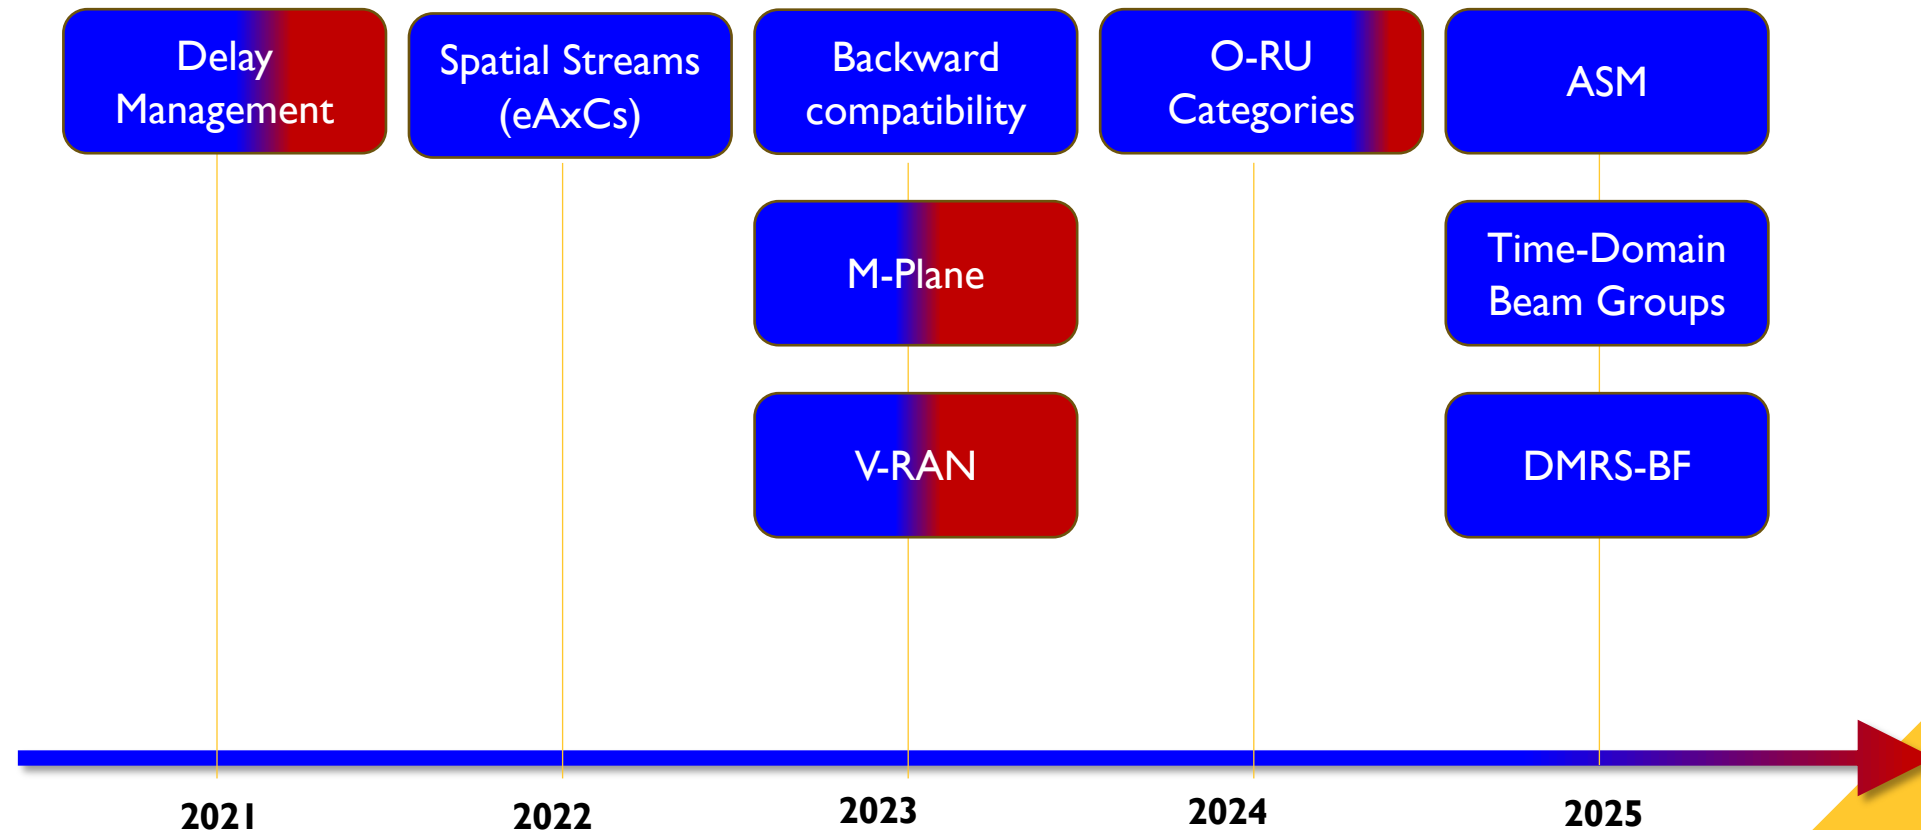 Delay
Management
Spatial Streams
(eAxCs)
Backward
compatibility
O-RU
Categories
ASM
M-Plane
Time-Domain
Beam Groups
V-RAN
DMRS-BF
2021
2022
2023
2024
2025